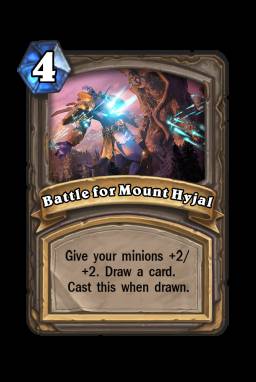 4
Battle for Mount Hyjal
Give your minions +2/
+2. Draw a card.
Cast this when drawn.